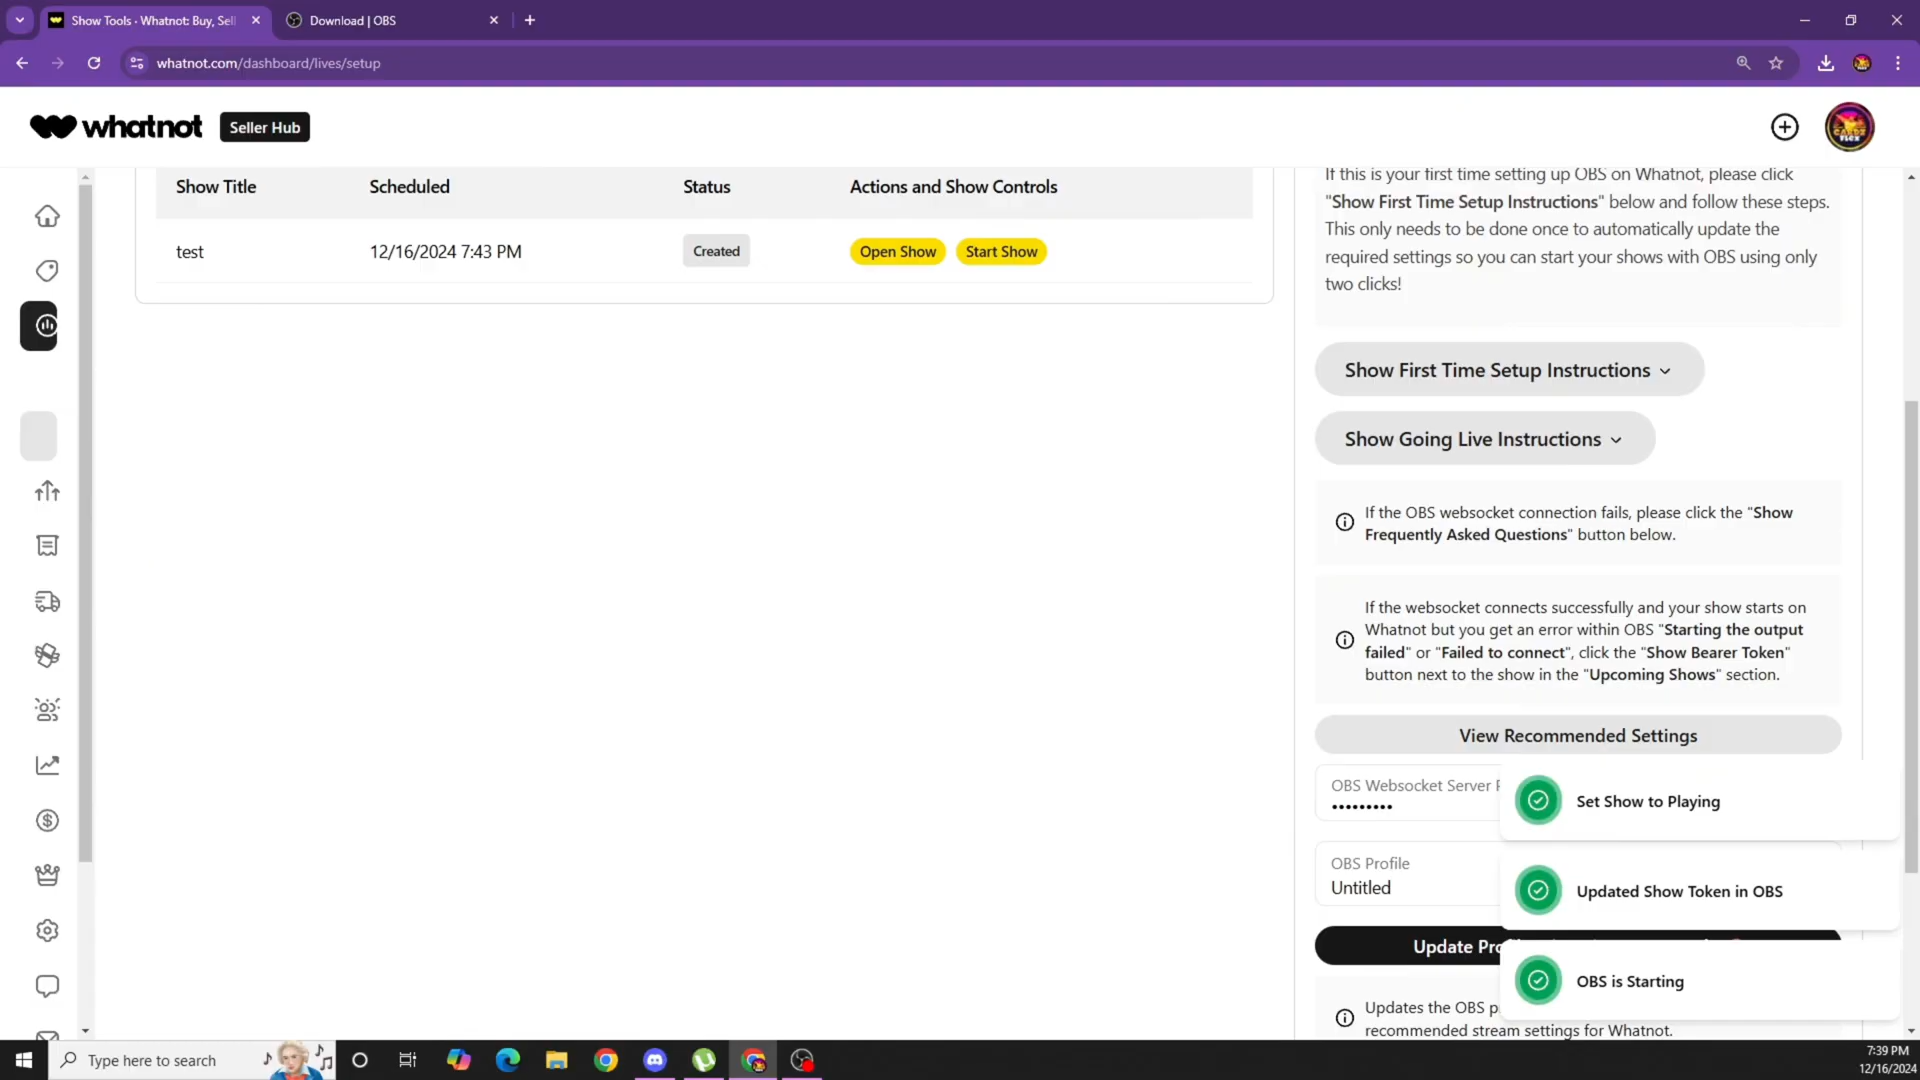 Show Tools · Whatnot: Buy, Sel
Download | OBS
whatnot.com/dashboard/lives/setup
whatnot
Seller Hub
Show Title
Scheduled
Status
Actions and Show Controls
test
12/16/2024 7:43 PM
Created
Open Show
Start Show
If this is your first time setting up OBS on Whatnot, please click
"Show First Time Setup Instructions" below and follow these steps.
This only needs to be done once to automatically update the
required settings so you can start your shows with OBS using only
two clicks!
Show First Time Setup Instructions
Show Going Live Instructions
If the OBS websocket connection fails, please click the "Show
Frequently Asked Questions" button below.
If the websocket connects successfully and your show starts on
Whatnot but you get an error within OBS "Starting the output
failed" or "Failed to connect", click the "Show Bearer Token"
button next to the show in the "Upcoming Shows" section.
View Recommended Settings
OBS Websocket Server
•••••••••
Set Show to Playing
OBS Profile
Untitled
Updated Show Token in OBS
Update
OBS is Starting
Updates the OBS
recommended stream settings for Whatnot.
Type here to search
7:39 PM
12/16/2024